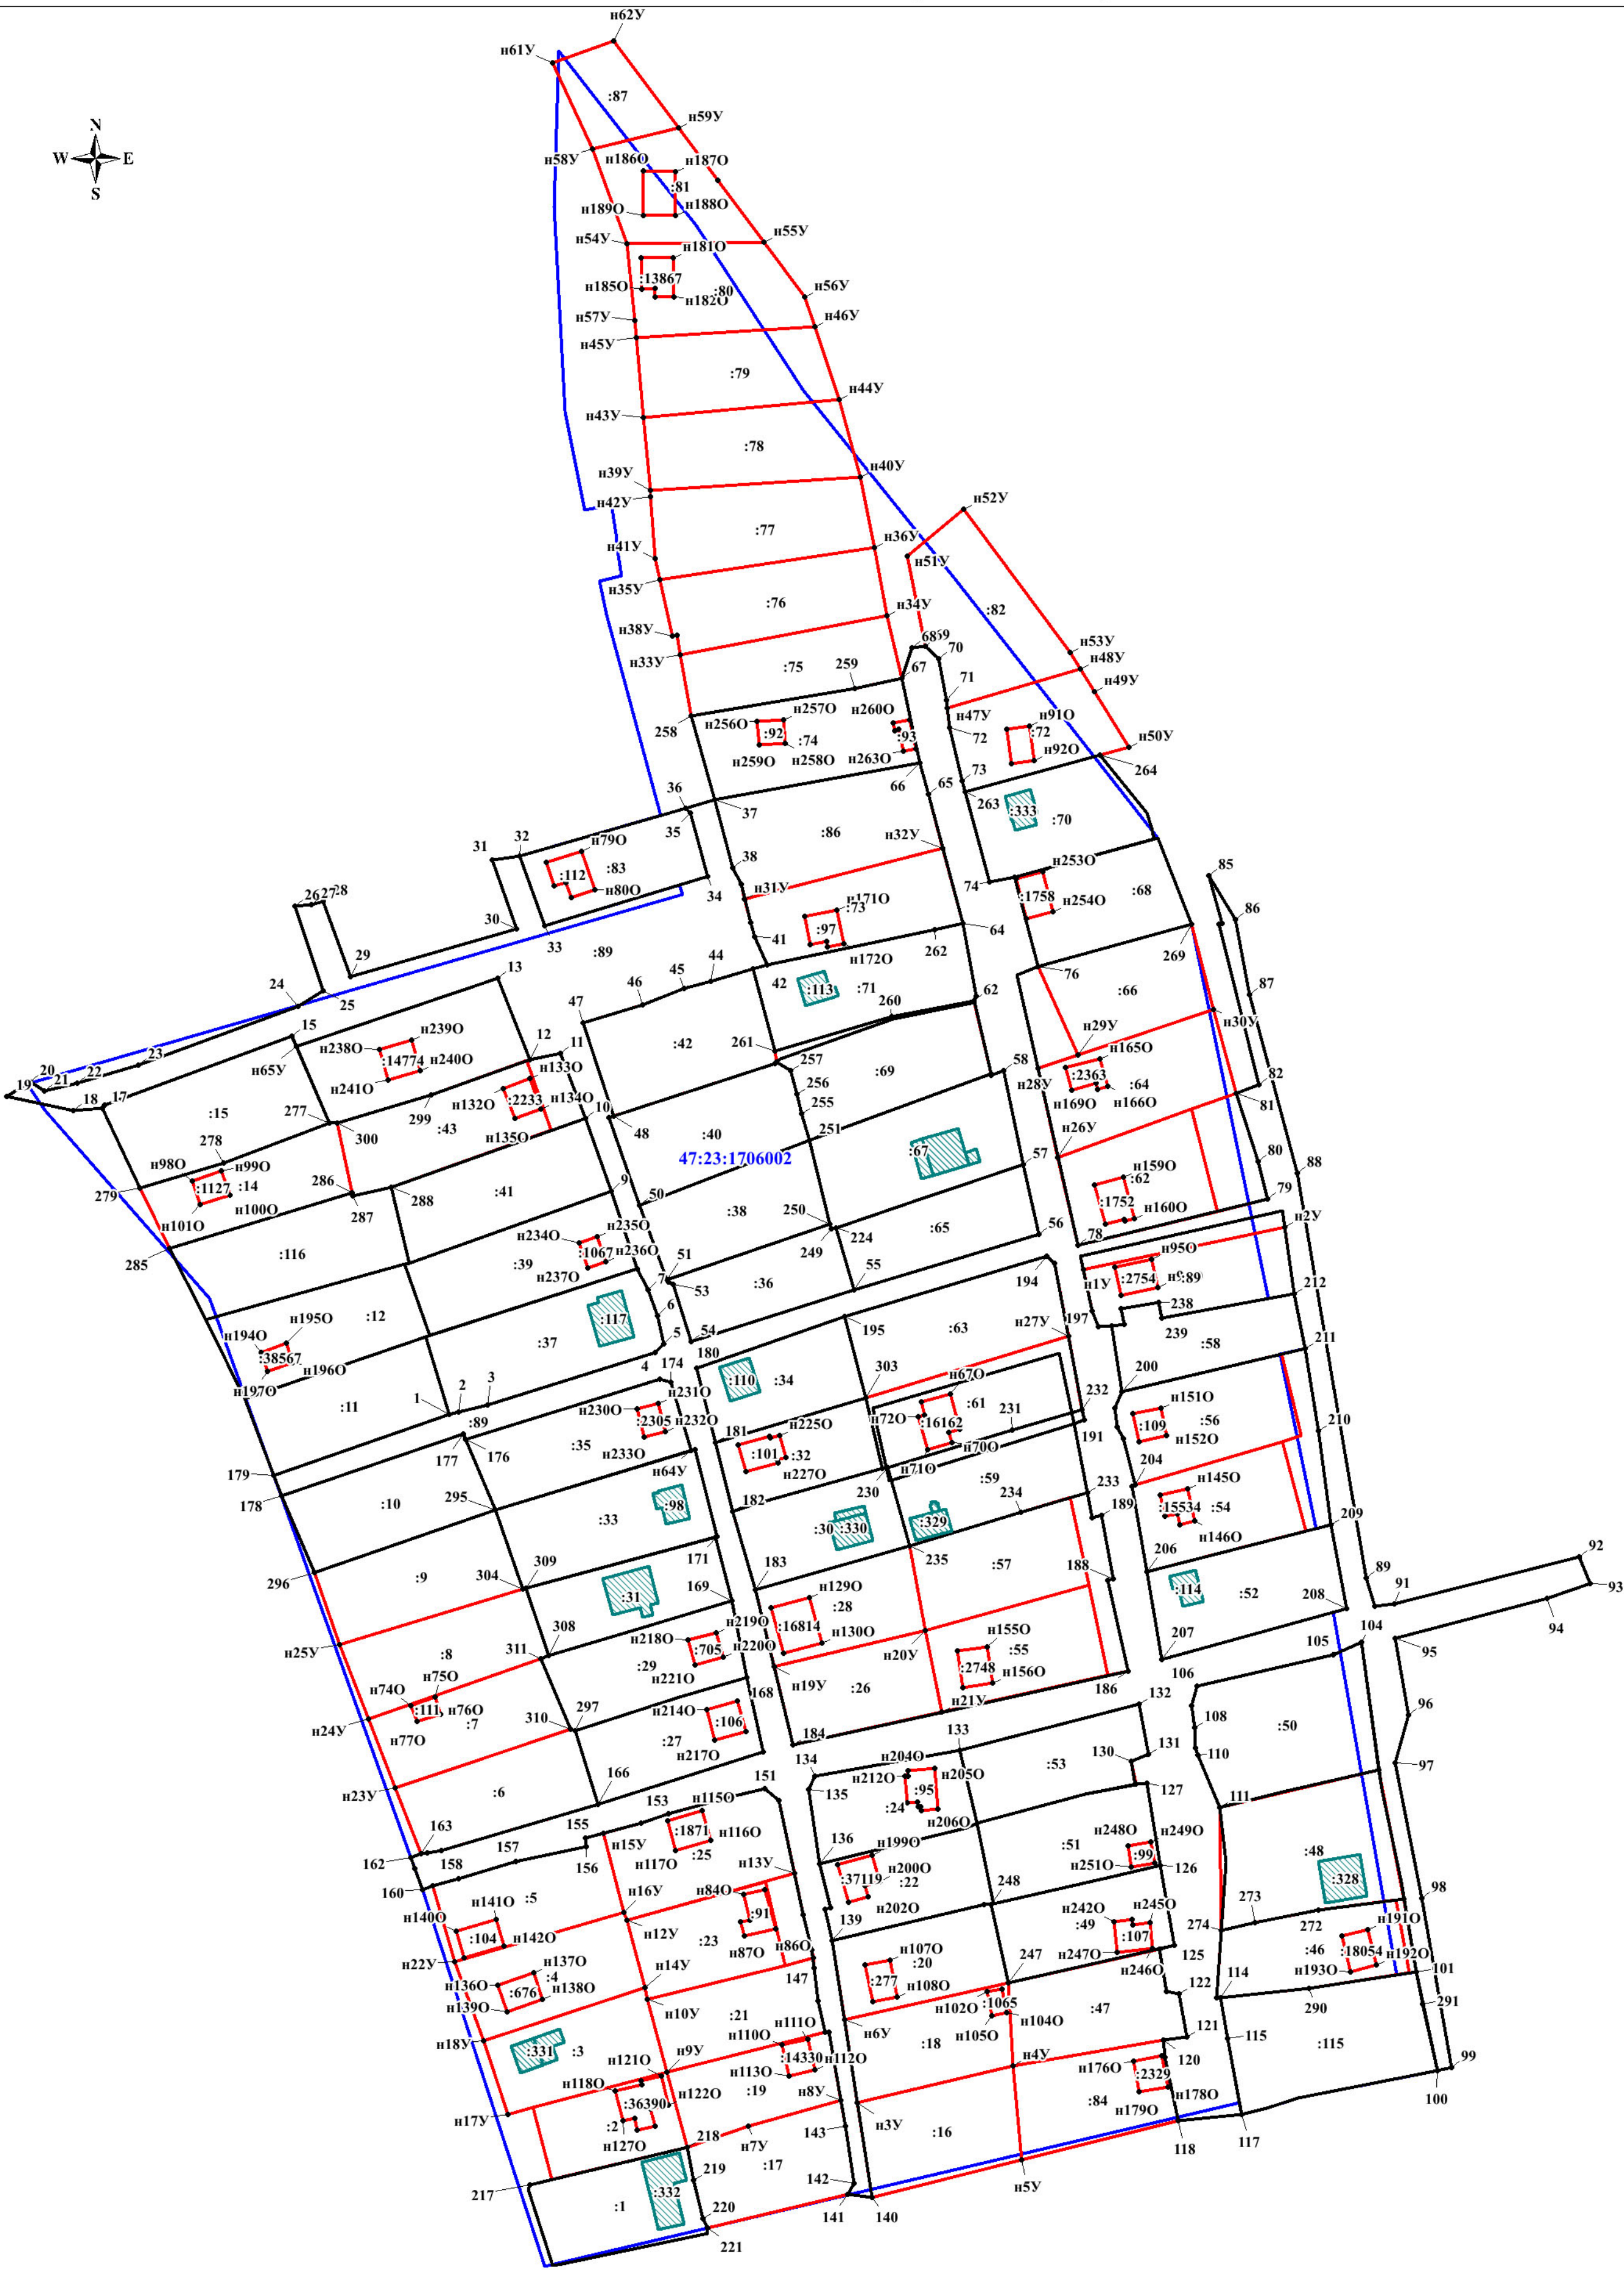 н62У
н61У
:87
N
W E
S
н59У
н58У
н186О
н187О
:81
н189О
н188О
н54У
н55У
н181О
:13867
н185О
:80
н182О
н56У
н57У
н46У
н45У
:79
н44У
н43У
:78
н40У
н39У
н42У
н52У
:77
н36У
н41У
н51У
н35У
:76
:82
н34У
н38У
н33У
68
70
н53У
н48У
:75
259
67
71
н49У
н256О
н257О
н260О
н47У
н91О
:72
258
:92
:74
:93
72
н50У
н259О
н258О
н263О
н92О
264
66
65
73
36
37
263
:333
:70
35
:86
н32У
31
32
н79О
:83
38
:112
н80О
34
н31У
74
н253О
85
:1758
:68
н254О
26
27
28
н171О
:73
86
30
33
41
:97
64
29
:89
н172О
262
269
44
13
45
42
76
24
25
46
:113
:71
87
47
260
62
:66
15
н239О
12
11
261
н30У
н238О
:42
н29У
23
н65У
:14774
н240О
257
58
н165О
22
н241О
н133О
256
:69
н28У
:2363
:64
82
20
21
19
18
17
н132О
:2233
н134О
10
255
н169О
н166О
81
:15
277
299
:43
н135О
48
:40
251
н26У
278
300
47:23:1706002
:67
57
80
88
н98О
н99О
286
9
н159О
:62
:1127
:14
288
:41
50
:1752
н160О
79
279
н100О
287
:38
250
н101О
:65
н235О
249
224
56
78
н2У
н234О
:1067
н236О
51
н95О
285
:116
:39
н237О
7
53
:36
55
194
н1У
:2754
:89
212
:117
6
238
н195О
:12
197
н194О
195
н27У
239
:58
:38567
:37
5
54
:63
211
н196О
180
н197О
4
174
:110
:34
303
200
:11
1
2
3
н231О
н67О
232
н151О
:89
н230О
:2305
н232О
н72О
:61
:109
:56
210
н225О
:16162
231
181
:35
:101
:32
н70О
191
н152О
179
177
176
н233О
н64У
н227О
н71О
204
:59
н145О
178
:10
295
182
230
233
234
189
:15534
:54
:98
:33
:30
:330
:329
н146О
209
171
183
235
188
206
309
:57
92
296
:9
304
:31
169
н129О
:114
:52
208
89
91
93
:28
н219О
:16814
104
н218О
:705
н130О
н25У
308
н220О
н20У
н155О
207
94
311
:8
н75О
:29
н221О
:55
105
95
н74О
:2748
н156О
:111
н76О
168
н19У
:26
106
н77О
:7
н214О
н21У
186
н24У
297
132
96
310
:106
:27
184
133
108
:50
н217О
134
н204О
131
:53
130
110
97
н23У
:6
166
151
н212О
н205О
135
:95
127
153
н115О
:24
111
163
155
н206О
:1871
н15У
н116О
136
н199О
н248О
н249О
157
:51
162
156
н117О
:25
:37119
н200О
:99
:48
158
н13У
:22
н251О
126
н202О
:328
160
н141О
:5
н84О
248
98
н16У
139
н242О
н245О
273
н140О
:91
:49
272
н191О
:104
н142О
н12У
274
:107
:23
н86О
н22У
н137О
н87О
н107О
:20
247
н247О
125
:46
:18054
н192О
н136О
:4
н246О
н193О
н138О
н14У
147
:277
н108О
:676
н102О
:1065
122
114
101
н139О
н10У
290
291
н105О
н104О
:47
:21
н111О
н6У
н18У
н110О
121
115
:331
:3
:14330
:18
:115
н9У
н4У
120
н121О
н112О
н176О
н118О
н113О
:2329
99
:36390
н122О
:19
н8У
н178О
100
н17У
:84
н179О
:2
н3У
218
143
118
117
н127О
н7У
:16
:17
219
142
н5У
217
:332
:1
220
141
140
221